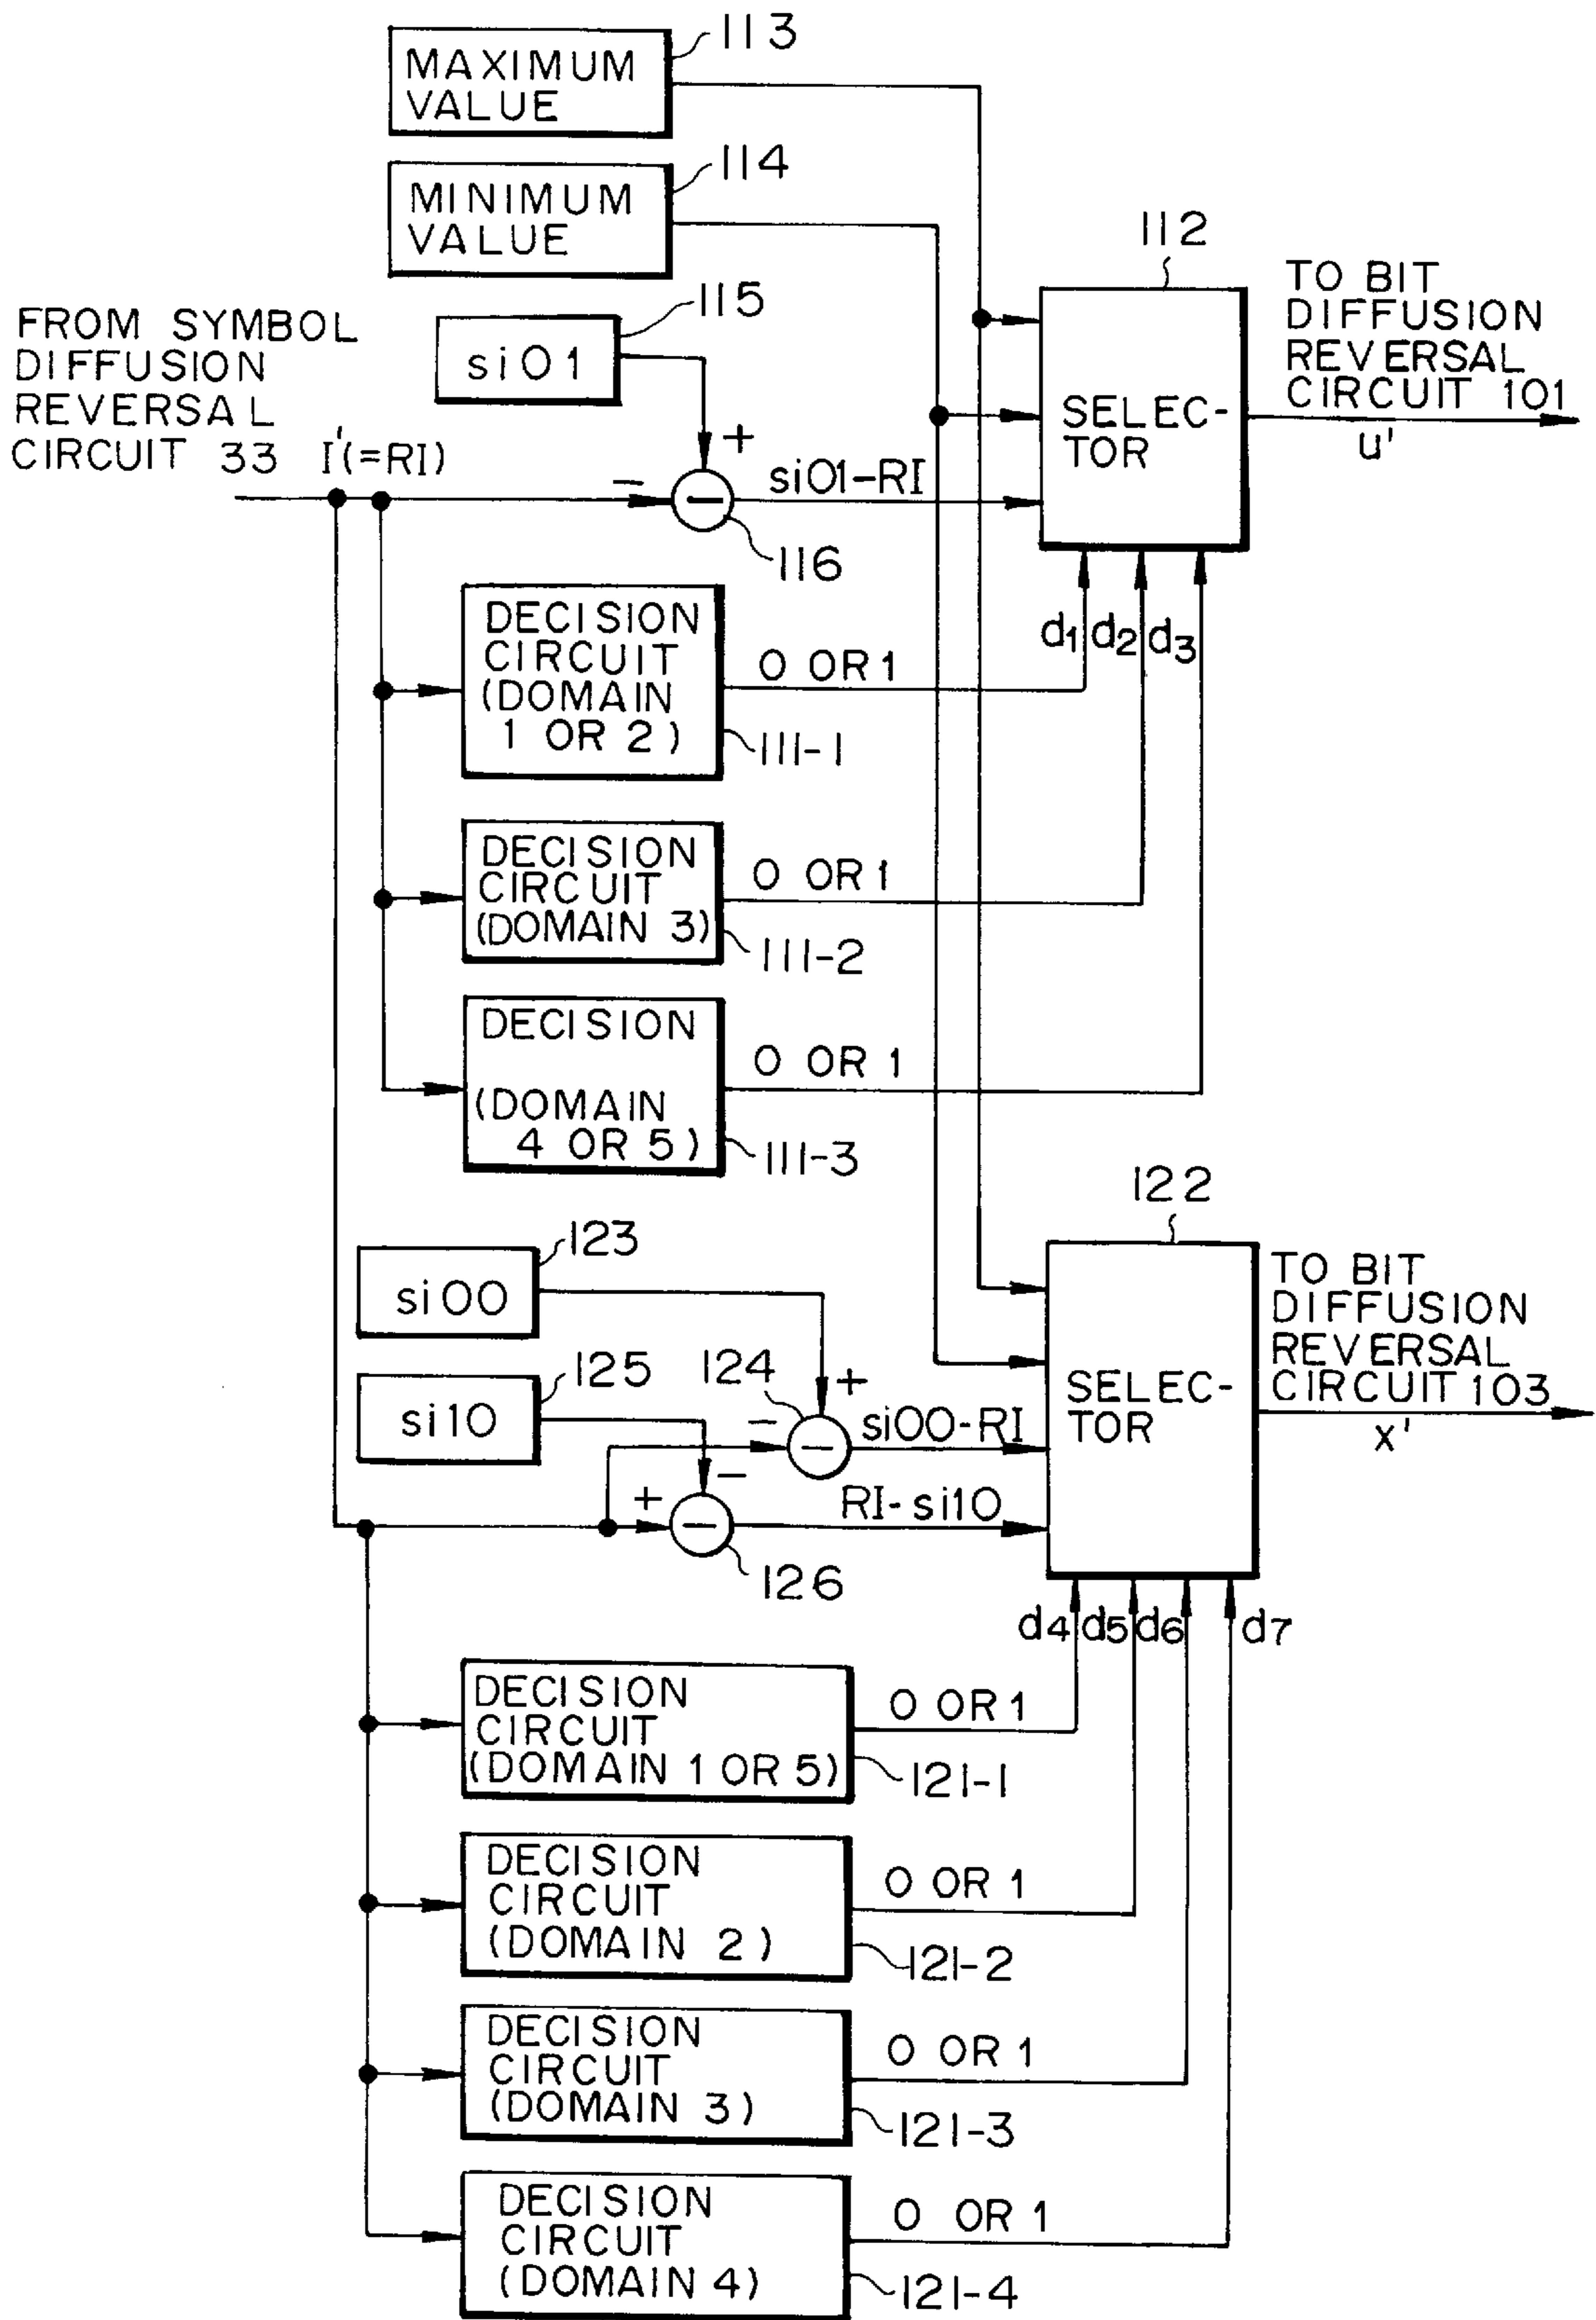 113
MAXIMUM
VALUE
114
MINIMUM
VALUE
112
TO BIT
DIFFUSION
REVERSAL
CIRCUIT 101
u'
FROM SYMBOL
DIFFUSION
REVERSAL
CIRCUIT 33 I'(=RI)
115
si01
+
−
si01-RI
116
SELEC-
TOR
d1 d2 d3
DECISION
CIRCUIT
(DOMAIN
1 OR 2)
0 OR 1
111-1
DECISION
CIRCUIT
(DOMAIN 3)
0 OR 1
111-2
DECISION
(DOMAIN
4 OR 5)
0 OR 1
111-3
122
123
si00
TO BIT
DIFFUSION
REVERSAL
CIRCUIT 103
x'
125
si10
124
+
−
si00-RI
SELEC-
TOR
+
−
RI-si10
126
d4 d5 d6 d7
DECISION
CIRCUIT
(DOMAIN 1 OR 5)
0 OR 1
121-1
DECISION
CIRCUIT
(DOMAIN 2)
0 OR 1
121-2
DECISION
CIRCUIT
(DOMAIN 3)
0 OR 1
121-3
DECISION
CIRCUIT
(DOMAIN 4)
0 OR 1
121-4